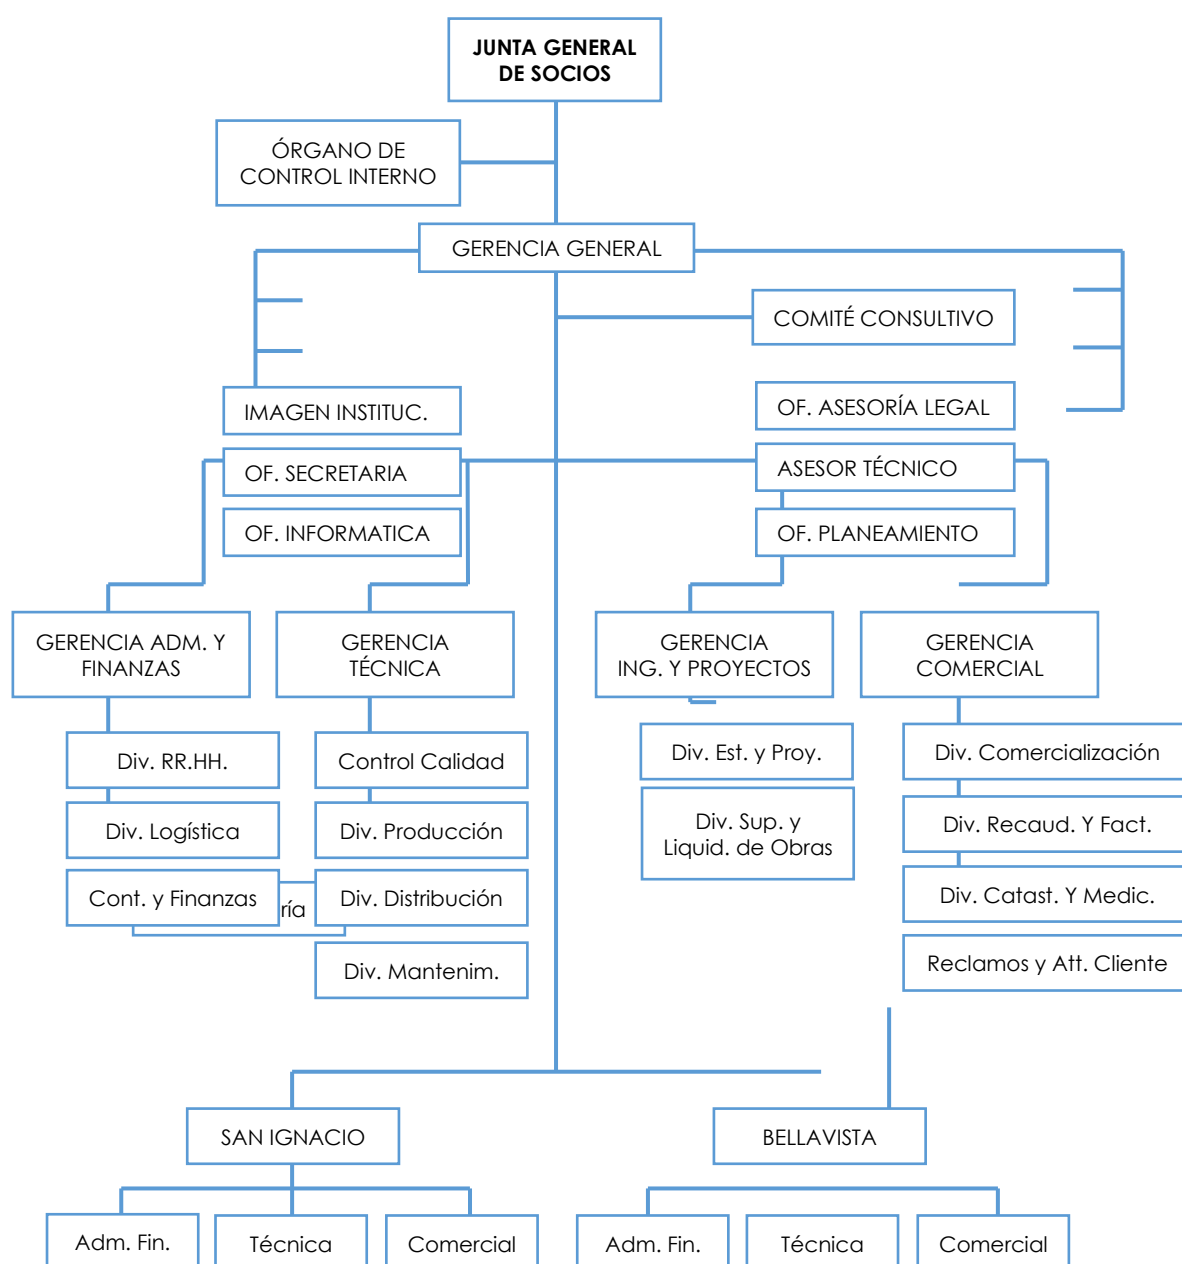 JUNTA GENERAL
DE SOCIOS
ÓRGANO DE
CONTROL INTERNO
GERENCIA GENERAL
COMITÉ CONSULTIVO
IMAGEN INSTITUC.
OF. ASESORÍA LEGAL
OF. SECRETARIA
ASESOR TÉCNICO
OF. INFORMATICA
OF. PLANEAMIENTO
GERENCIA ADM. Y
FINANZAS
GERENCIA
TÉCNICA
GERENCIA
ING. Y PROYECTOS
GERENCIA
COMERCIAL
Div. RR.HH.
Control Calidad
Div. Est. y Proy.
Div. Comercialización
Div. Logística
Div. Producción
Div. Sup. y
Liquid. de Obras
Div. Recaud. Y Fact.
Cont. y Finanzas
Div. Distribución
Div. Catast. Y Medic.
Div. Mantenim.
Reclamos y Att. Cliente
SAN IGNACIO
BELLAVISTA
Adm. Fin.
Técnica
Comercial
Adm. Fin.
Técnica
Comercial